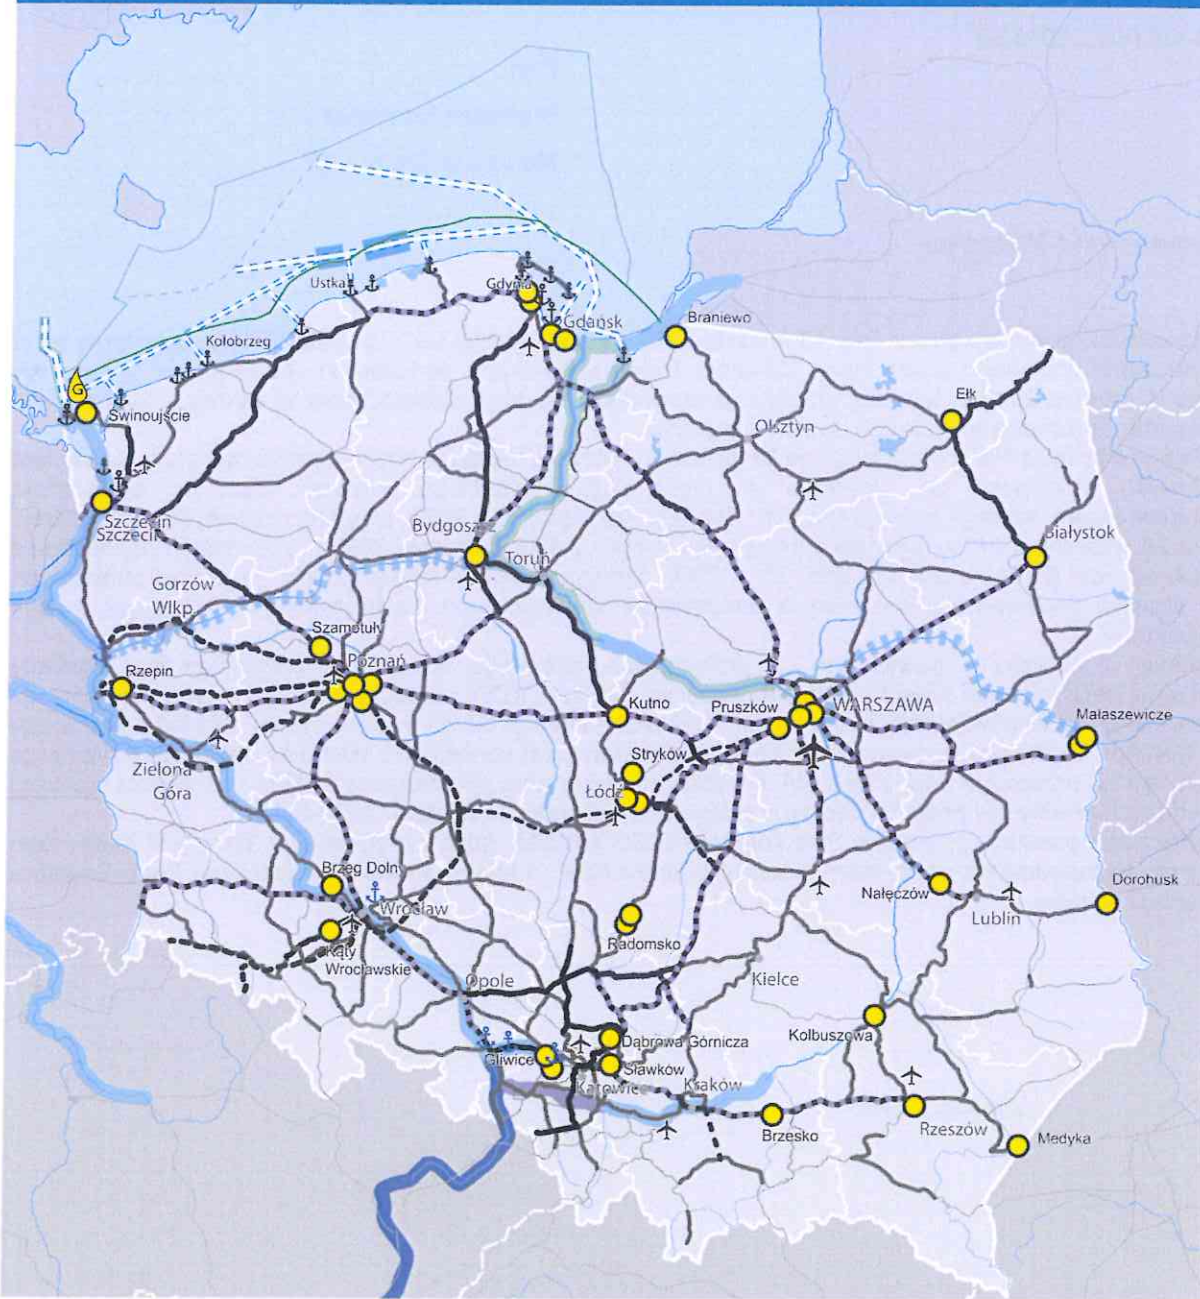 Gdynia
Ustka
Gdańsk
Braniewo
Kołobrzeg
G
Świnoujście
Ełk
Olsztyn
Szczecin
Szczecin
Bydgoszcz
Białystok
Toruń
Gorzów
Wlkp.
Szamotuły
Poznań
Rzepin
Kutno
Pruszków
WARSZAWA
Małaszewicze
Stryków
Zielona
Góra
Łódź
Brzeg Dolny
Nałęczów
Dorohusk
Wrocław
Lublin
Radomsko
Kąty
Wrocławskie
Opole
Kielce
Kolbuszowa
Dąbrowa Górnicza
Gliwice
Sławków
Katowice
Kraków
Brzesko
Rzeszów
Medyka